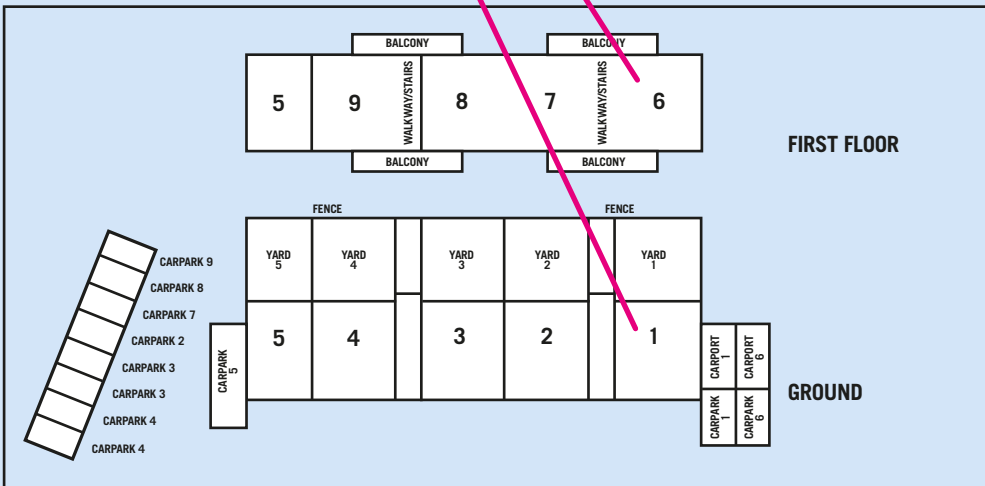 BALCONY
BALCONY
5
9
WALKWAY/STAIRS
8
7
WALKWAY/STAIRS
6
FIRST FLOOR
BALCONY
BALCONY
FENCE
FENCE
YARD
5
YARD
4
YARD
3
YARD
2
YARD
1
CARPARK 9
CARPARK 8
CARPARK 7
CARPARK 2
CARPARK 3
CARPARK 3
CARPARK 4
CARPARK 4
CARPARK
5
5
4
3
2
1
CARPORT
1
CARPORT
6
GROUND
CARPARK
1
CARPARK
6